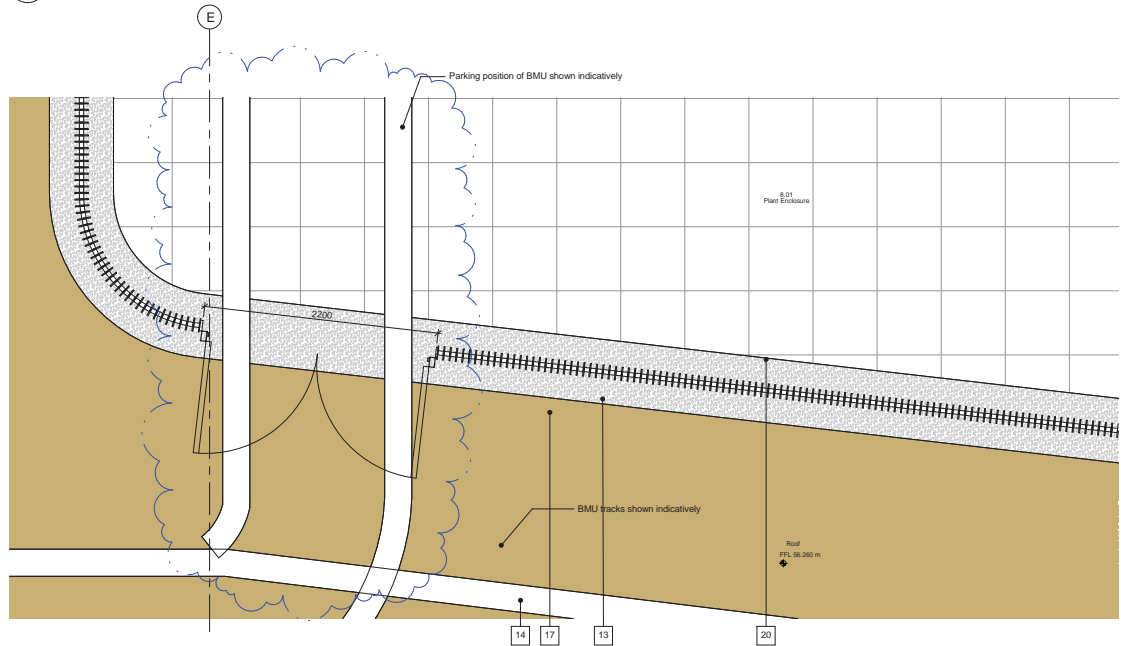 E
Parking position of BMU shown indicatively
8.01
Plant Enclosure
2200
BMU tracks shown indicatively
Roof
FFL 56.260 m
14
17
13
20